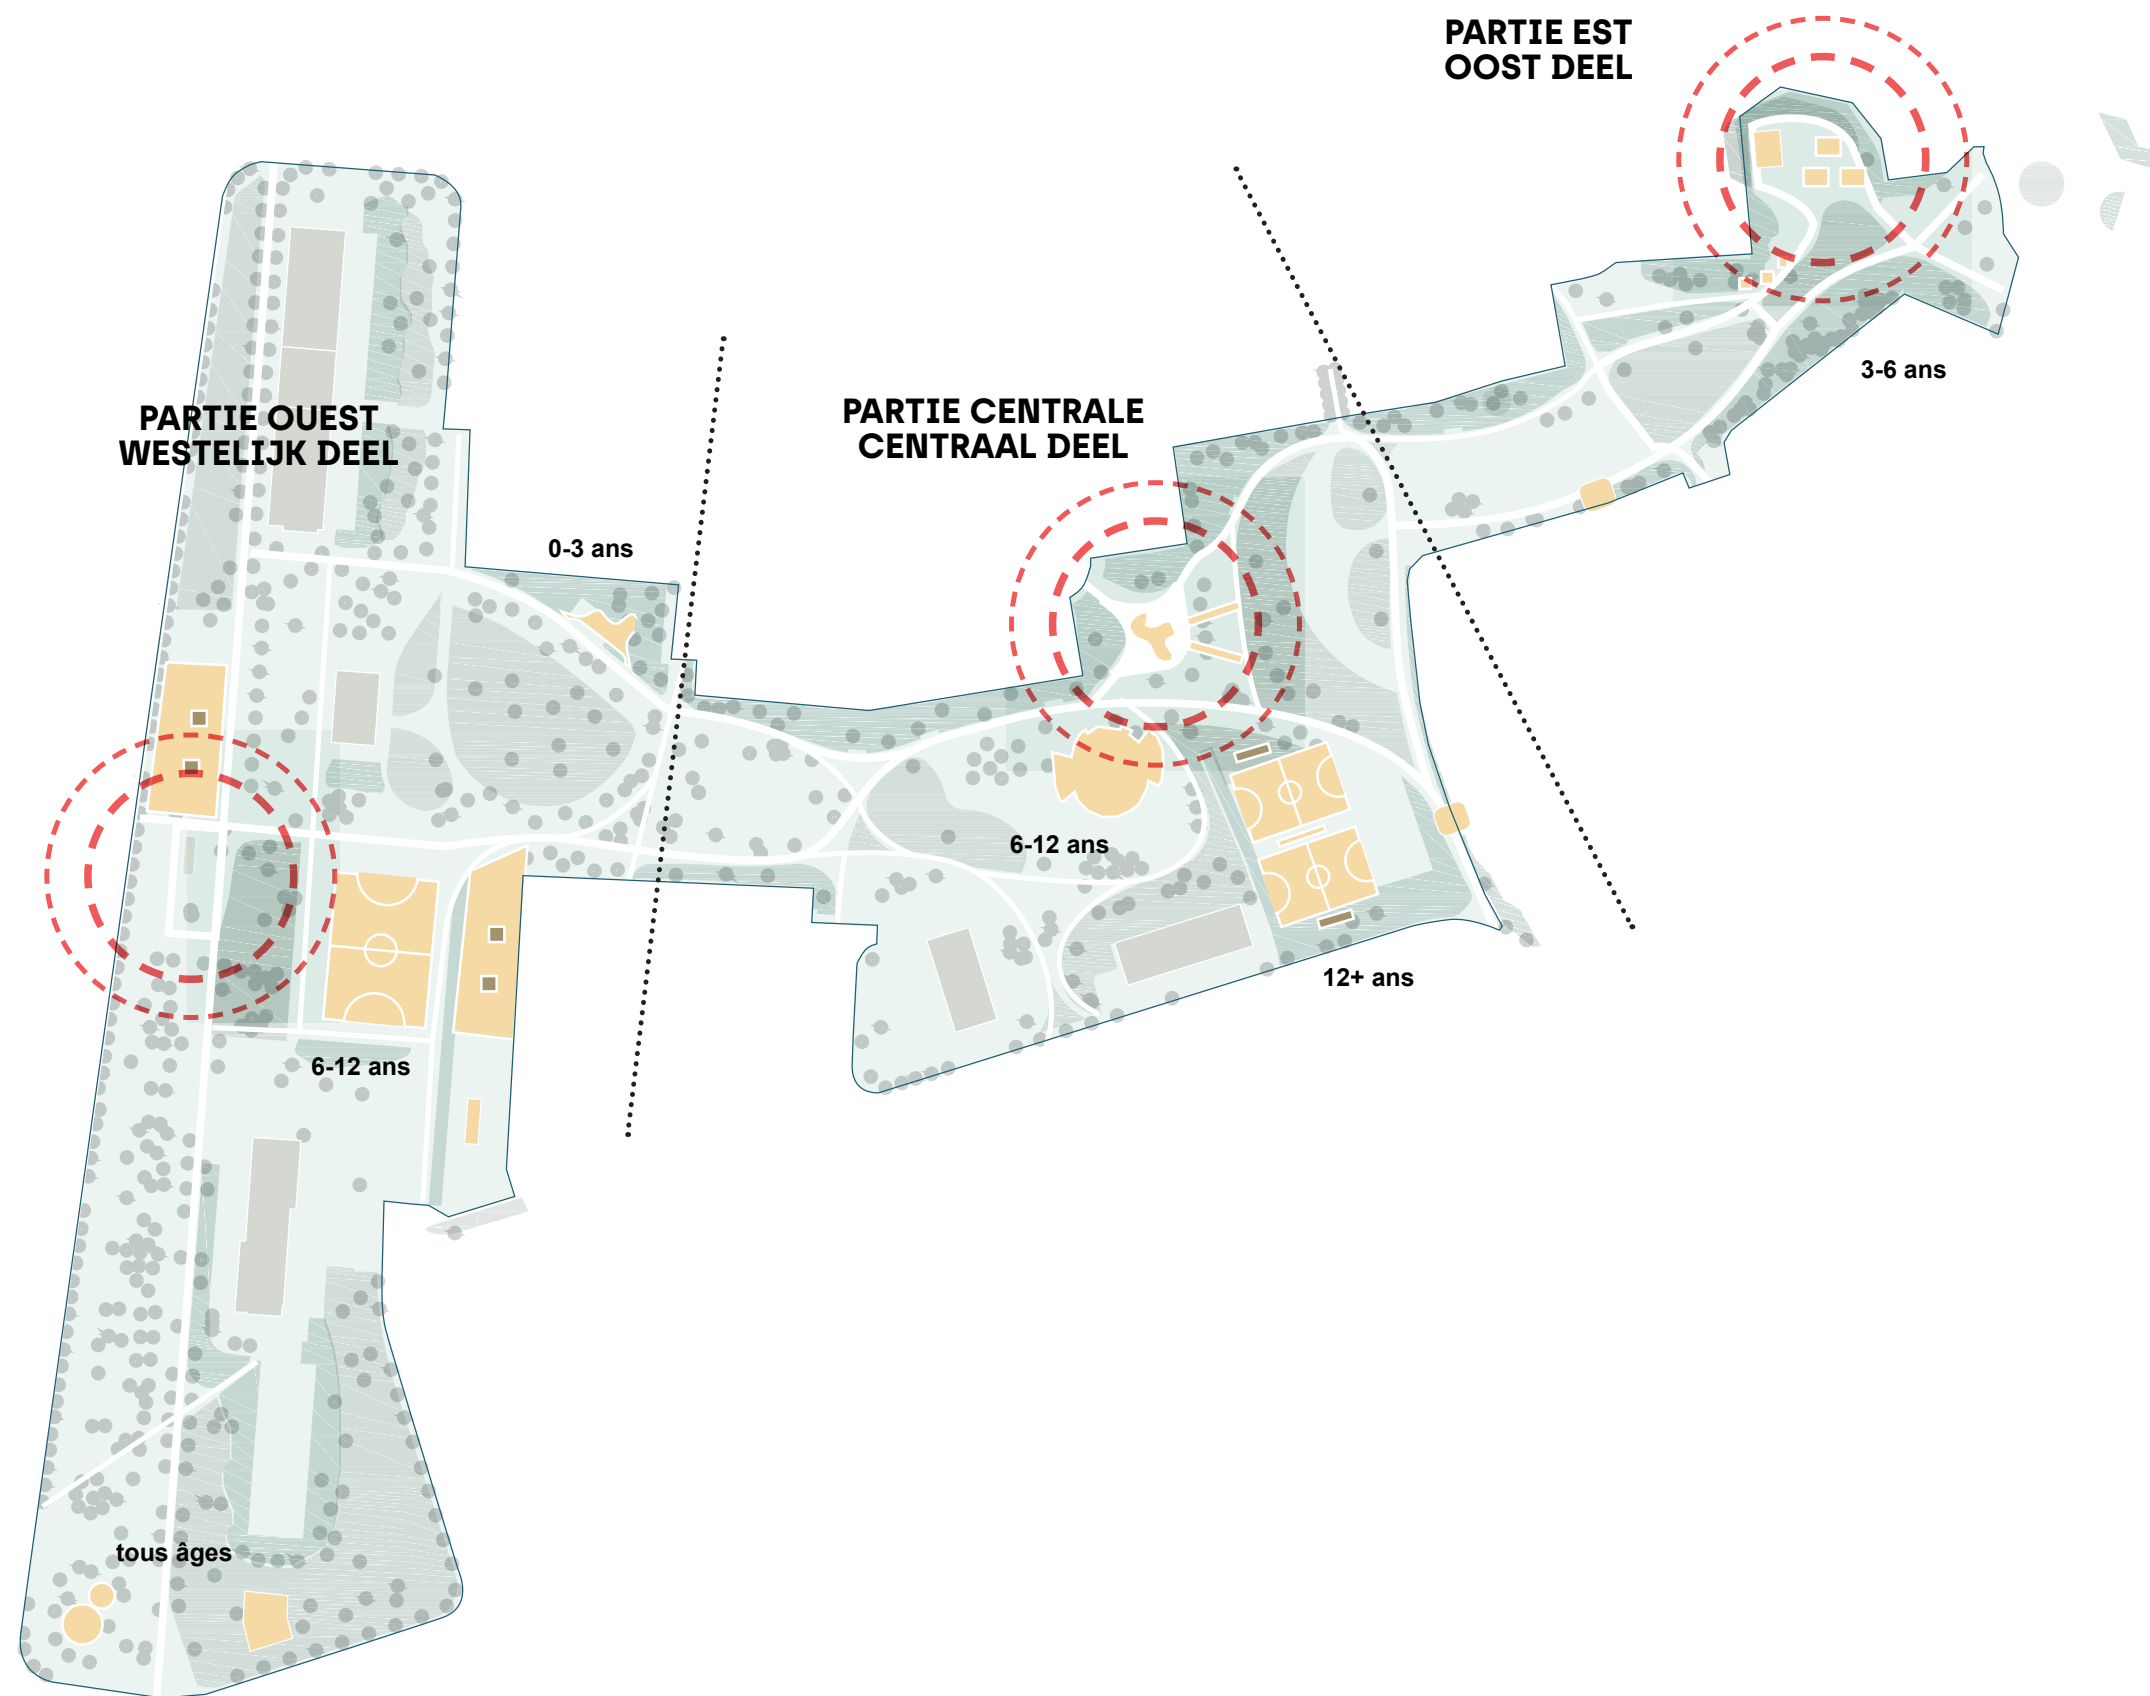 PARTIE EST
OOST DEEL
3-6 ans
PARTIE OUEST
WESTELIJK DEEL
PARTIE CENTRALE
CENTRAAL DEEL
0-3 ans
6-12 ans
12+ ans
6-12 ans
tous âges